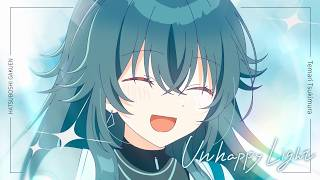 HATSUBOSHI GAKUEN
Temari Tsukimura
Unhappy Light